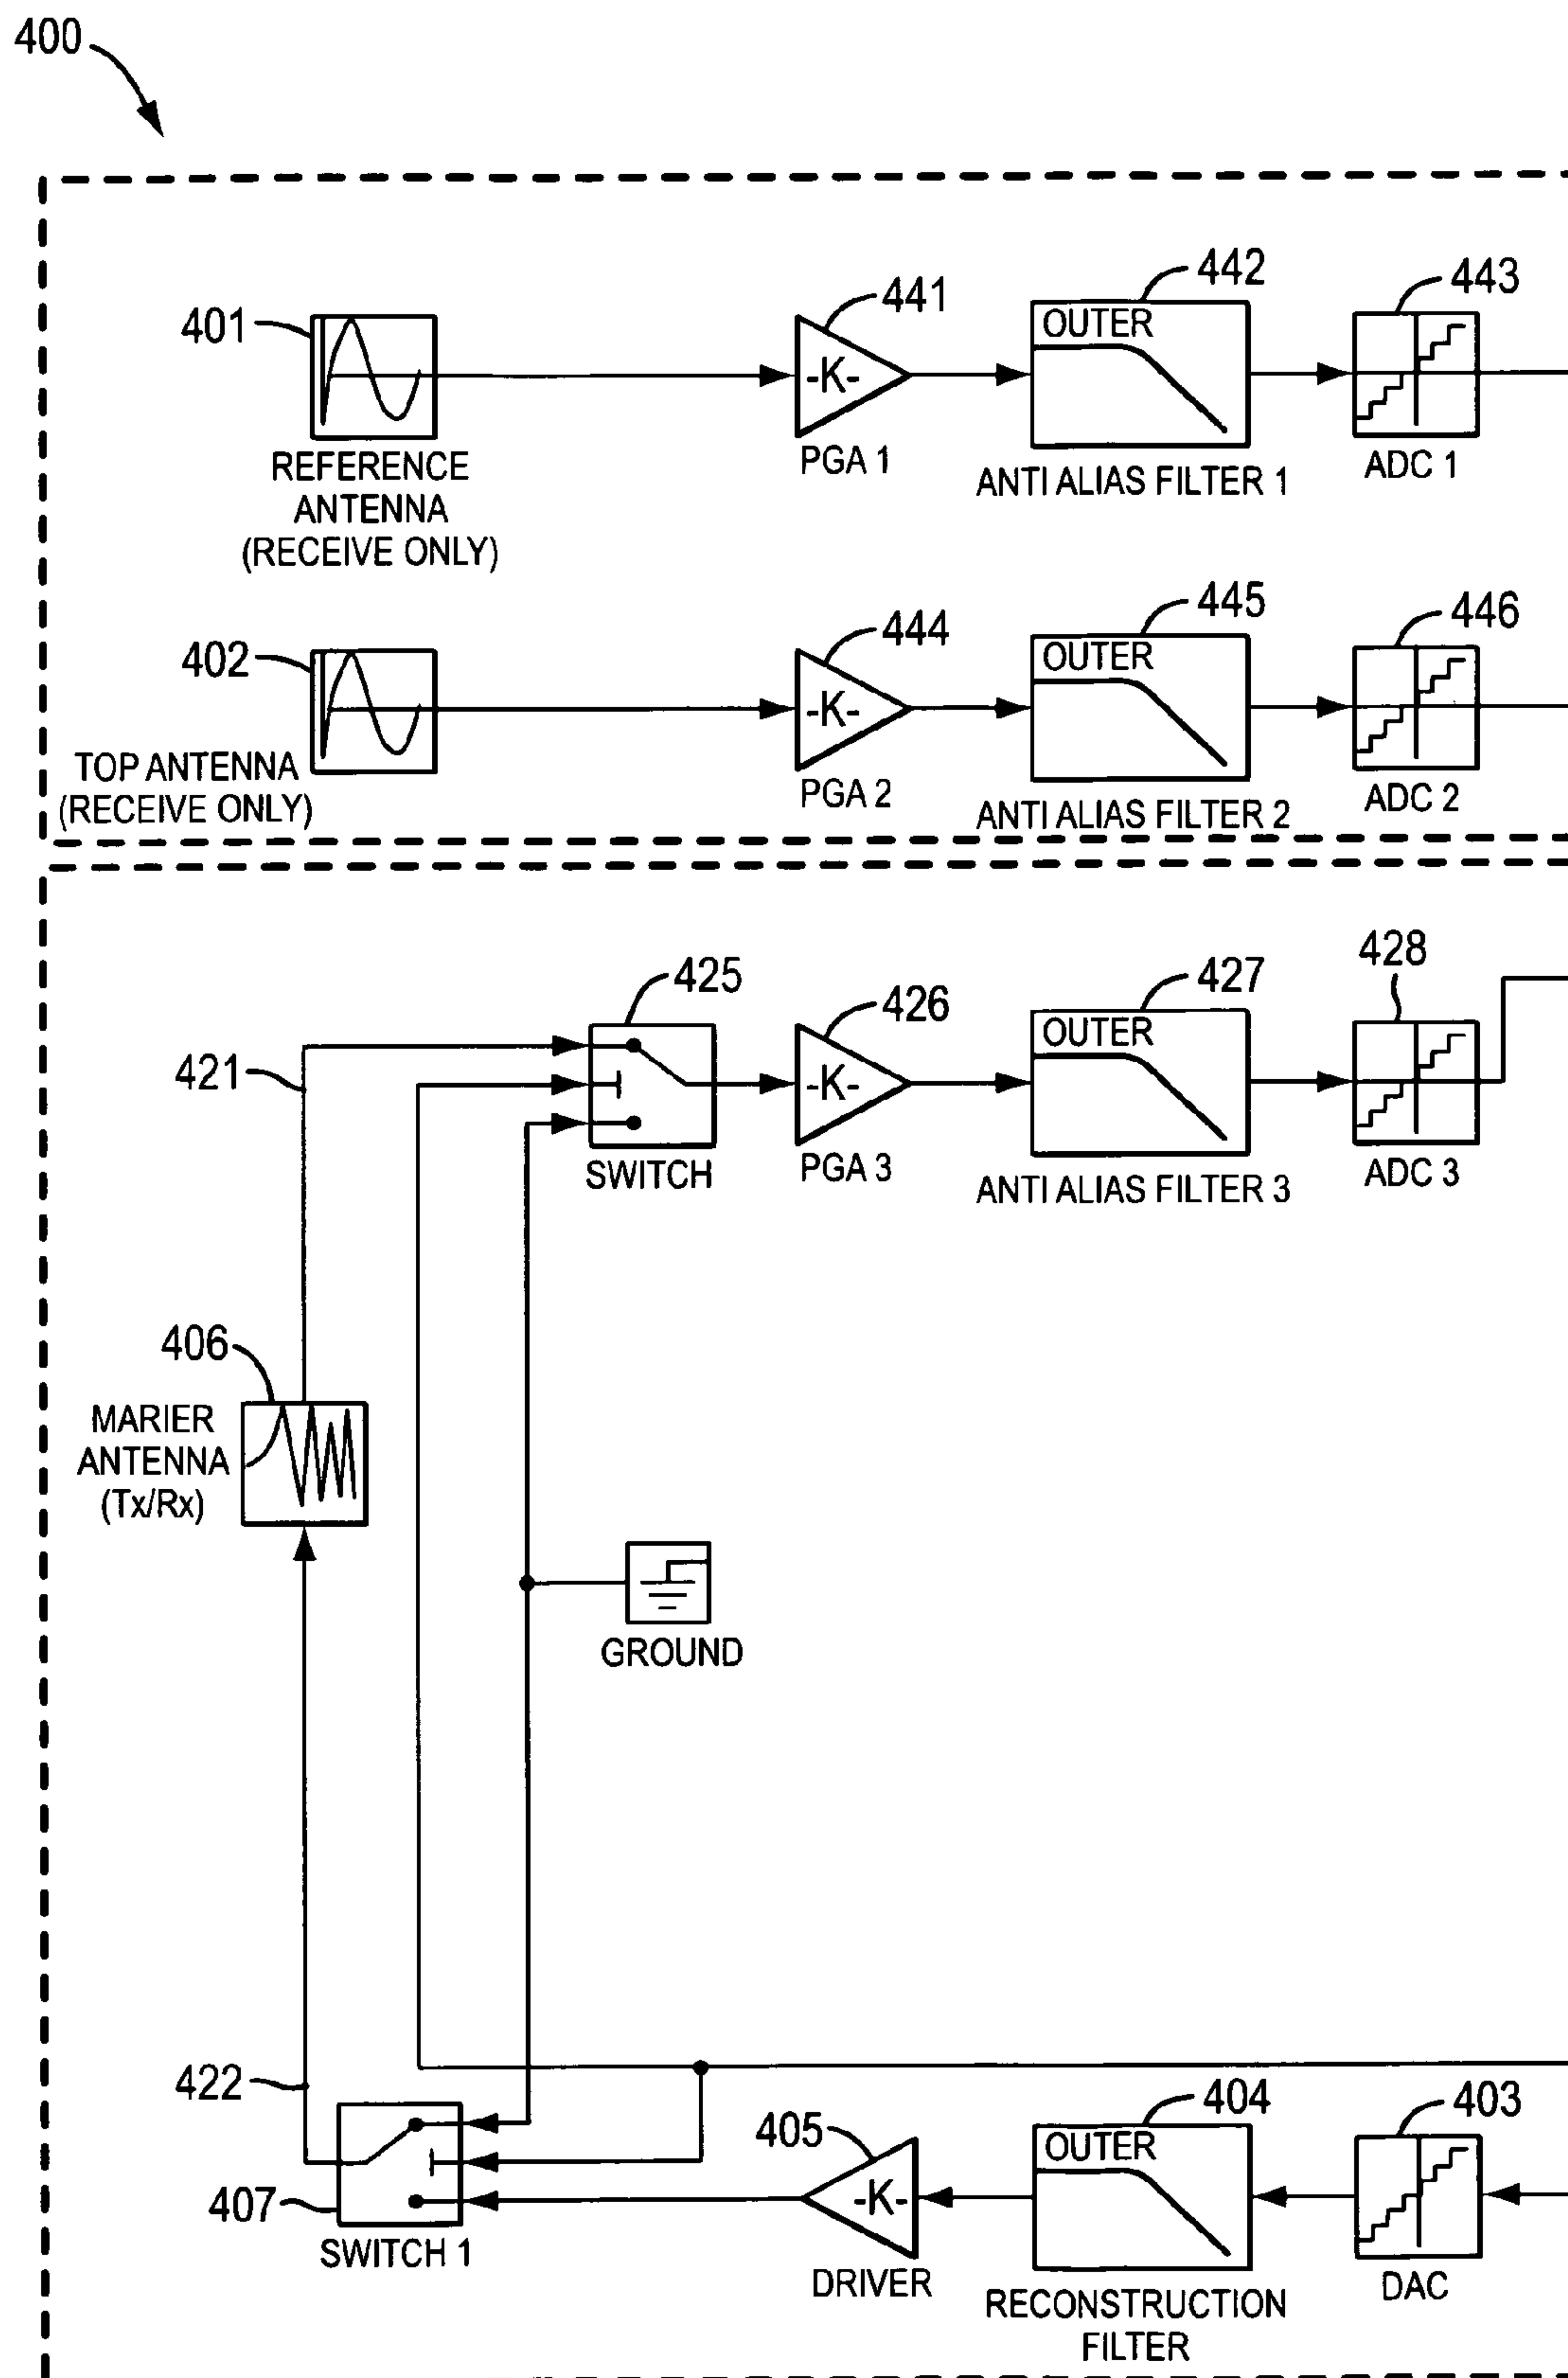 400
401
REFERENCE
ANTENNA
(RECEIVE ONLY)
441
-K-
PGA 1
442
OUTER
ANTI ALIAS FILTER 1
443
ADC 1
402
TOP ANTENNA
(RECEIVE ONLY)
444
-K-
PGA 2
445
OUTER
ANTI ALIAS FILTER 2
446
ADC 2
421
425
SWITCH
426
-K-
PGA 3
427
OUTER
ANTI ALIAS FILTER 3
428
ADC 3
406
MARIER
ANTENNA
(Tx/Rx)
GROUND
422
407
SWITCH 1
405
-K-
DRIVER
404
OUTER
RECONSTRUCTION
FILTER
403
DAC